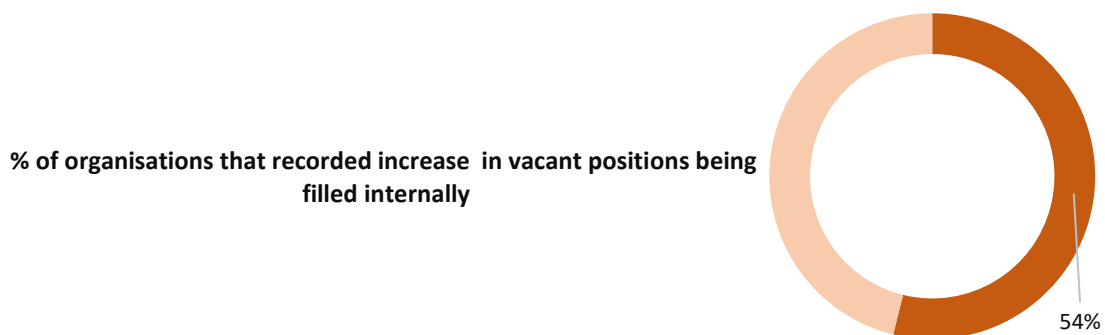 % of organisations that recorded increase  in vacant positions being
filled internally
54%